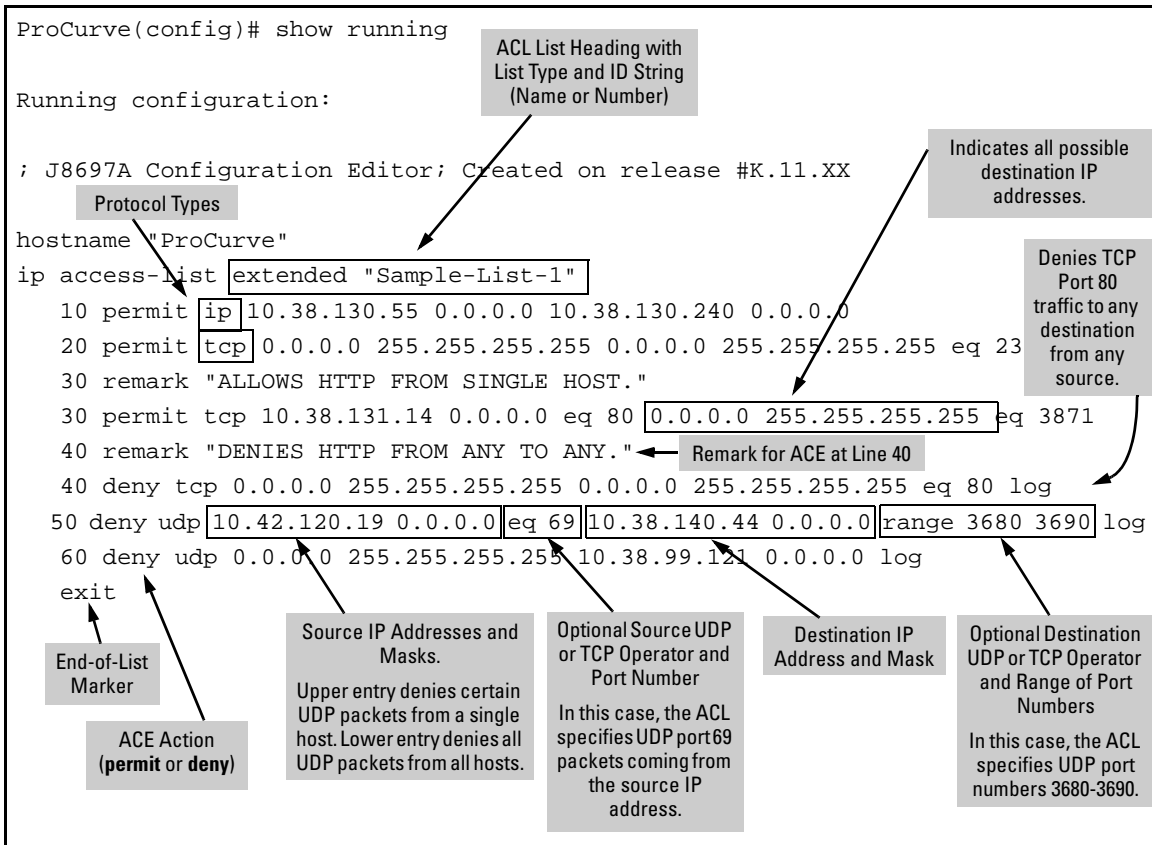 ProCurve(config)# show running
ACL List Heading with
List Type and ID String
(Name or Number)
Running configuration:
Indicates all possible
destination IP
addresses.
; J8697A Configuration Editor; Created on release #K.11.XX
Protocol Types
hostname "ProCurve"
ip access-list extended "Sample-List-1"
Denies TCP
Port 80
traffic to any
destination
from any
source.
10 permit ip 10.38.130.55 0.0.0.0 10.38.130.240 0.0.0.0
20 permit tcp 0.0.0.0 255.255.255.255 0.0.0.0 255.255.255.255 eq 23
30 remark "ALLOWS HTTP FROM SINGLE HOST."
30 permit tcp 10.38.131.14 0.0.0.0 eq 80 0.0.0.0 255.255.255.255 eq 3871
40 remark "DENIES HTTP FROM ANY TO ANY."
Remark for ACE at Line 40
40 deny tcp 0.0.0.0 255.255.255.255 0.0.0.0 255.255.255.255 eq 80 log
50 deny udp 10.42.120.19 0.0.0.0 eq 69 10.38.140.44 0.0.0.0 range 3680 3690 log
60 deny udp 0.0.0.0 255.255.255.255 10.38.99.121 0.0.0.0 log
exit
End-of-List
Marker
ACE Action
(permit or deny)
Source IP Addresses and
Masks.
Upper entry denies certain
UDP packets from a single
host. Lower entry denies all
UDP packets from all hosts.
Optional Source UDP
or TCP Operator and
Port Number
In this case, the ACL
specifies UDP port 69
packets coming from
the source IP
address.
Destination IP
Address and Mask
Optional Destination
UDP or TCP Operator
and Range of Port
Numbers
In this case, the ACL
specifies UDP port
numbers 3680-3690.